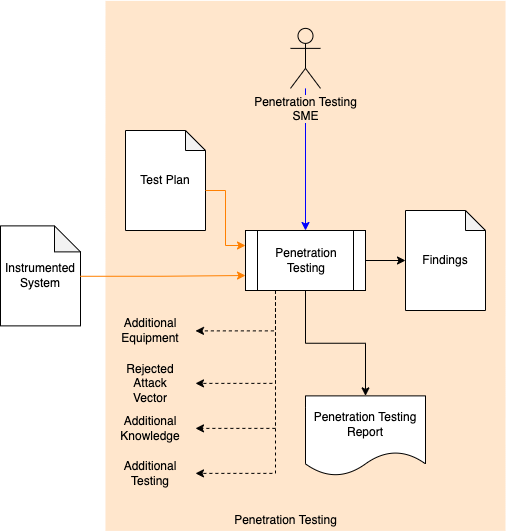 Penetration Testing
SME
Test Plan
Penetration
Testing
Findings
Instrumented
System
Additional
Equipment
Rejected
Attack
Vector
Additional
Knowledge
Additional
Testing
Penetration Testing
Report
Penetration Testing